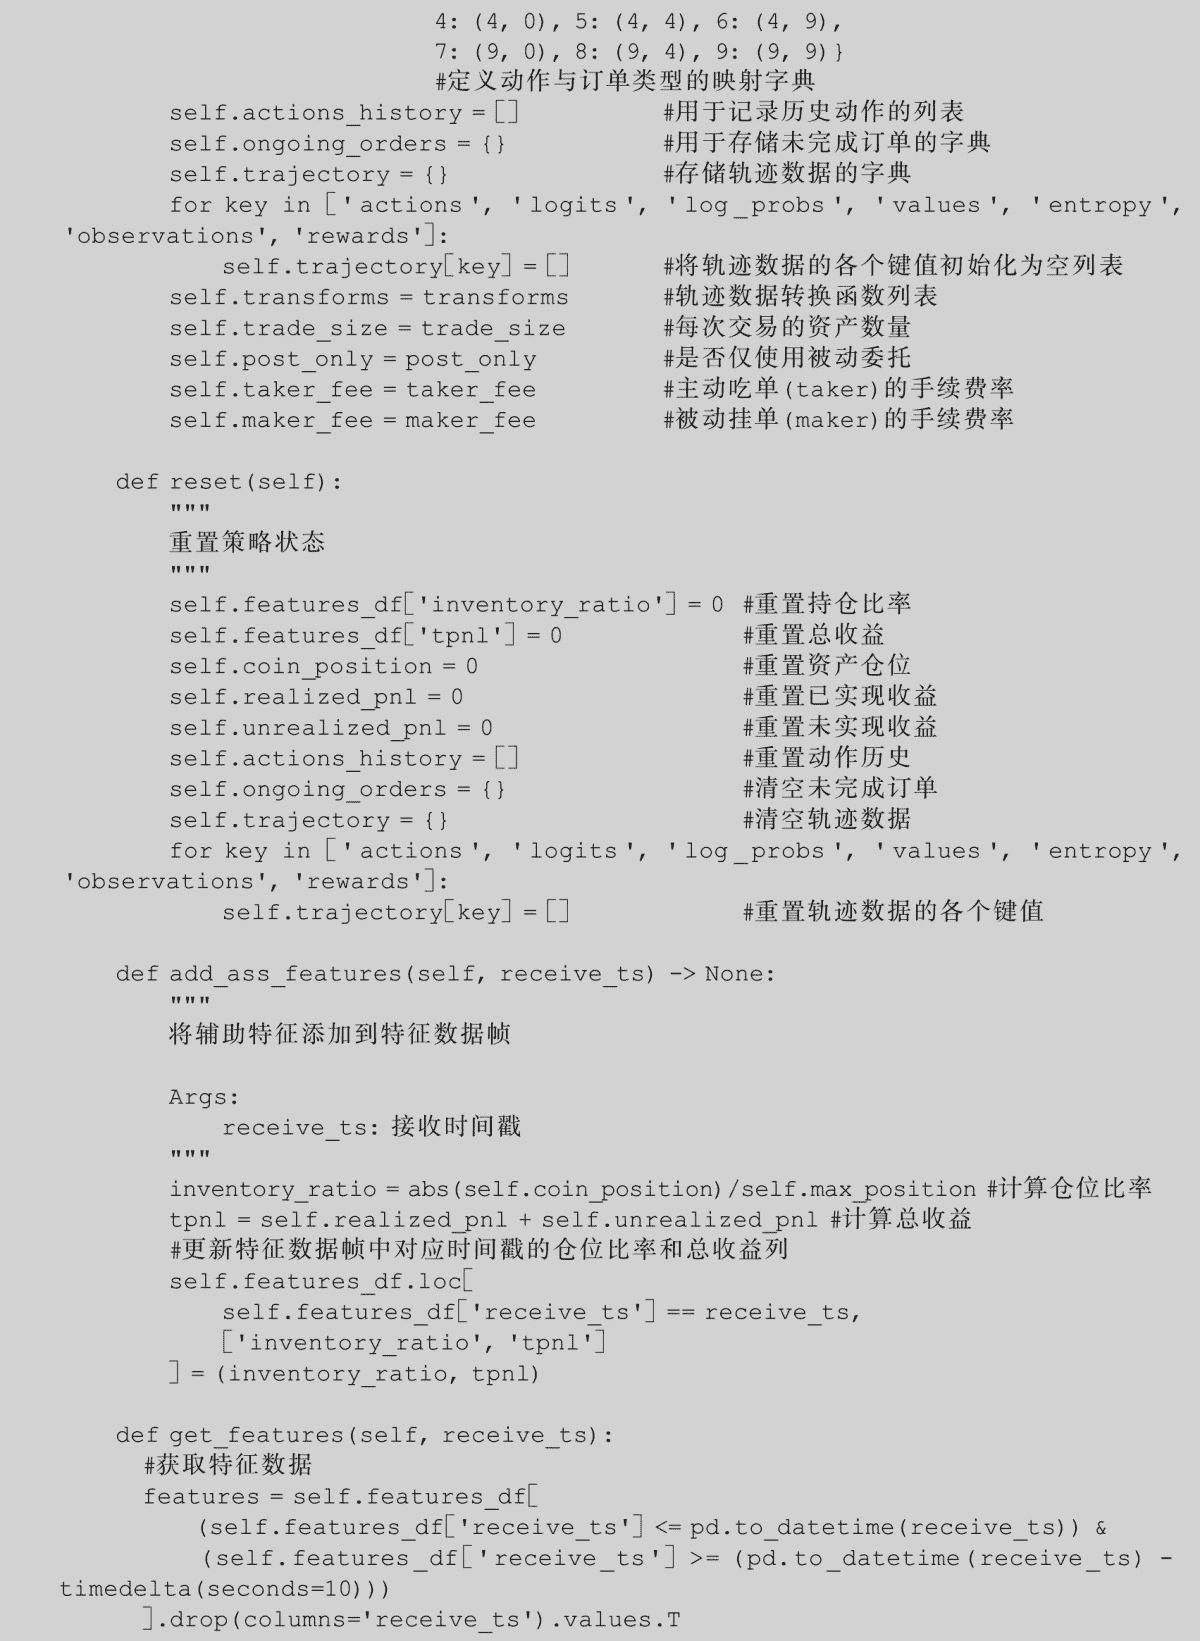 4: (4, 0), 5: (4, 4), 6: (4, 9),
7: (9, 0), 8: (9, 4), 9: (9, 9)}
#定义动作与订单类型的映射字典
self.actions_history = [] #用于记录历史动作的列表
self.ongoing_orders = {} #用于存储未完成订单的字典
self.trajectory = {} #存储轨迹数据的字典
for key in ['actions', 'logits', 'log_probs', 'values', 'entropy',
'observations', 'rewards']:
self.trajectory[key] = [] #将轨迹数据的各个键值初始化为空列表
self.transforms = transforms #轨迹数据转换函数列表
self.trade_size = trade_size #每次交易的资产数量
self.post_only = post_only #是否仅使用被动委托
self.taker_fee = taker_fee #主动吃单(taker)的手续费率
self.maker_fee = maker_fee #被动挂单(maker)的手续费率
def reset(self):
"""
重置策略状态
"""
self.features_df['inventory_ratio'] = 0 #重置持仓比率
self.features_df['tpnl'] = 0 #重置总收益
self.coin_position = 0 #重置资产仓位
self.realized_pnl = 0 #重置已实现收益
self.unrealized_pnl = 0 #重置未实现收益
self.actions_history = [] #重置动作历史
self.ongoing_orders = {} #清空未完成订单
self.trajectory = {} #清空轨迹数据
for key in ['actions', 'logits', 'log_probs', 'values', 'entropy',
'observations', 'rewards']:
self.trajectory[key] = [] #重置轨迹数据的各个键值
def add_ass_features(self, receive_ts) -> None:
"""
将辅助特征添加到特征数据帧
Args:
receive_ts: 接收时间戳
"""
inventory_ratio = abs(self.coin_position)/self.max_position #计算仓位比率
tpnl = self.realized_pnl + self.unrealized_pnl #计算总收益
#更新特征数据帧中对应时间戳的仓位比率和总收益列
self.features_df.loc[
self.features_df['receive_ts'] == receive_ts,
['inventory_ratio', 'tpnl']
] = (inventory_ratio, tpnl)
def get_features(self, receive_ts):
#获取特征数据
features = self.features_df[
(self.features_df['receive_ts'] <= pd.to_datetime(receive_ts)) &
(self.features_df['receive_ts'] >= (pd.to_datetime(receive_ts) -
timedelta(seconds=10)))
].drop(columns='receive_ts').values.T